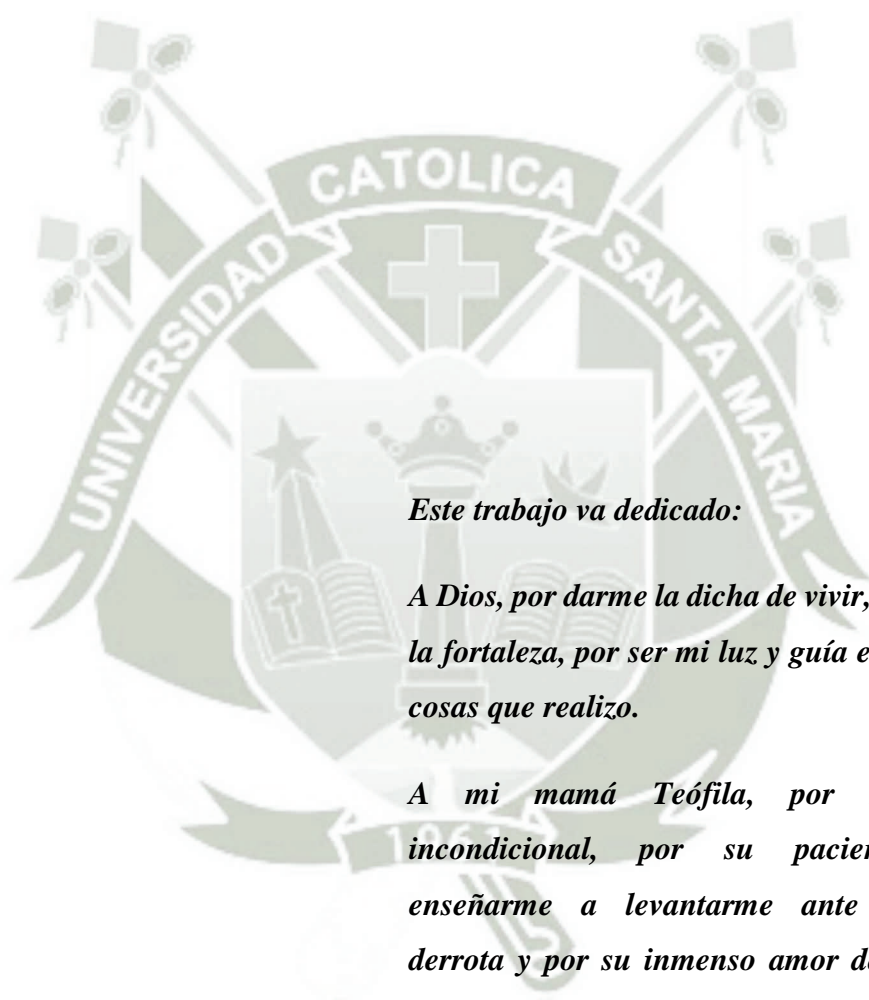 UNIVERSIDAD CATOLICA SANTA MARIA
Este trabajo va dedicado:
A Dios, por darme la dicha de vivir,
la fortaleza, por ser mi luz y guía
cosas que realizo.
A mi mamá Teófila, por
incondicional, por su
enseñarme a levantarme ante
derrota y por su inmenso amor